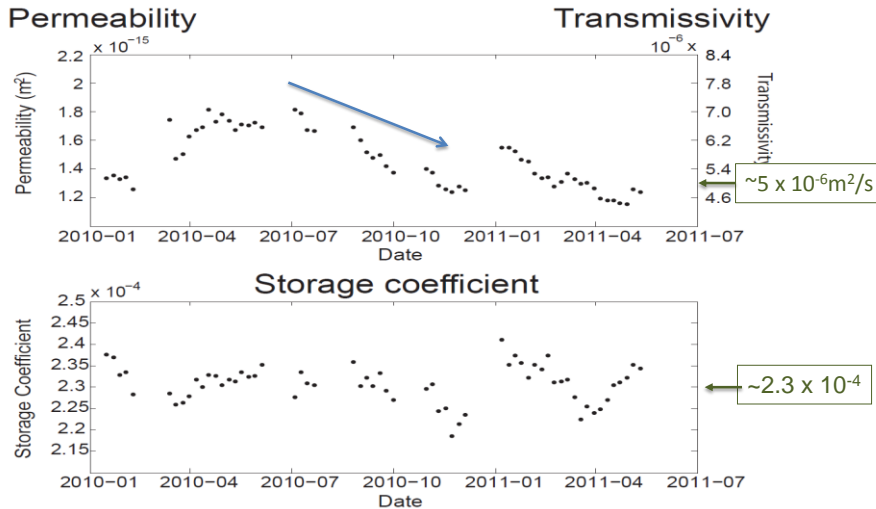 Permeability
Transmissivity
x 10⁻¹⁵
10⁻⁶ x
2.2
2
1.8
1.6
1.4
1.2
Permeability (m²)
8.4
7.8
7.0
6.2
5.4
4.6
Transmissivity
~5 x 10⁻⁶m²/s
2010−01
2010−04
2010−07
2010−10
2011−01
2011−04
2011−07
Date
Storage coefficient
x 10⁻⁴
2.5
2.45
2.4
2.35
2.3
2.25
2.2
2.15
Storage Coefficient
~2.3 x 10⁻⁴
2010−01
2010−04
2010−07
2010−10
2011−01
2011−04
2011−07
Date